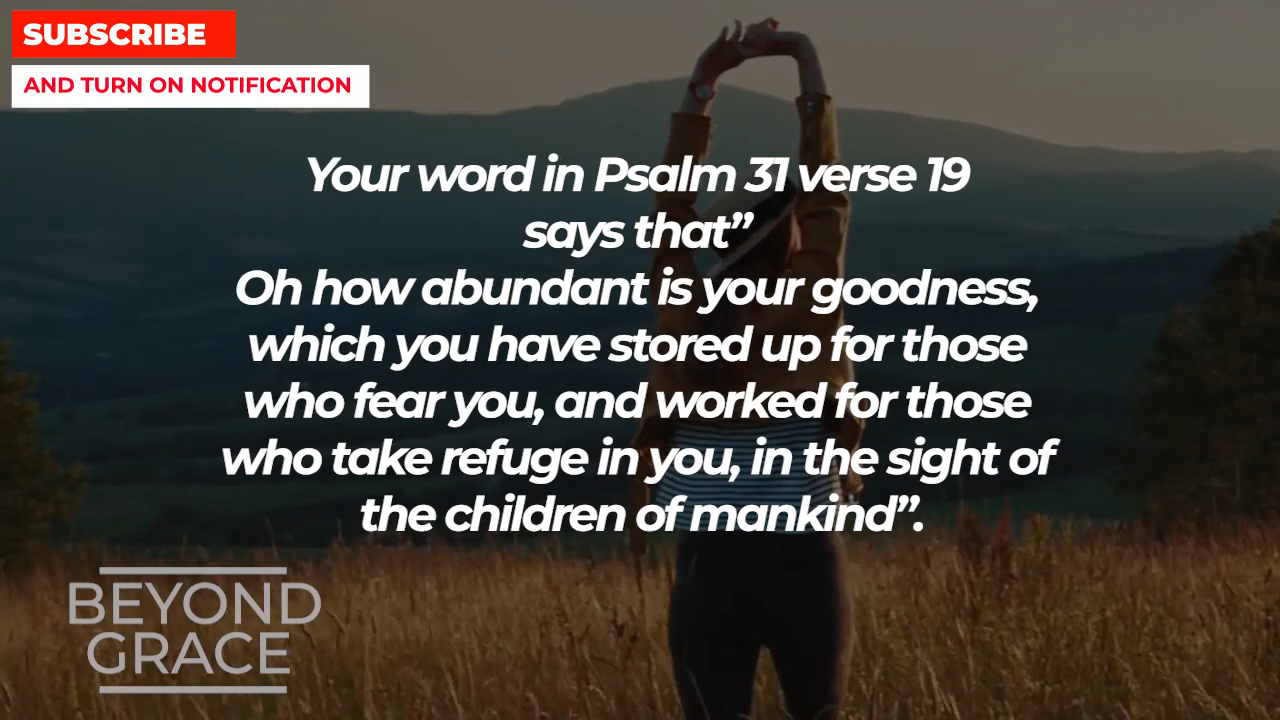 SUBSCRIBE
AND TURN ON NOTIFICATION
Your word in Psalm 31 verse 19
says that”
Oh how abundant is your goodness,
which you have stored up for those
who fear you, and worked for those
who take refuge in you, in the sight of
the children of mankind”.
BEYOND
GRACE